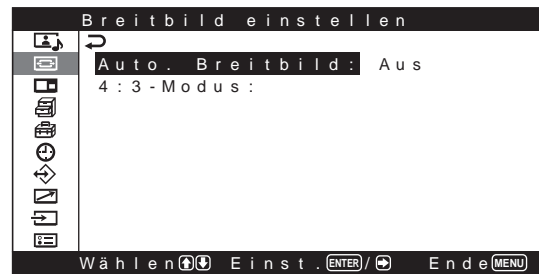 Breitbild einstellen
Auto. Breitbild: Aus
4:3-Modus:
Wählen Einst. ENTER / Ende MENU